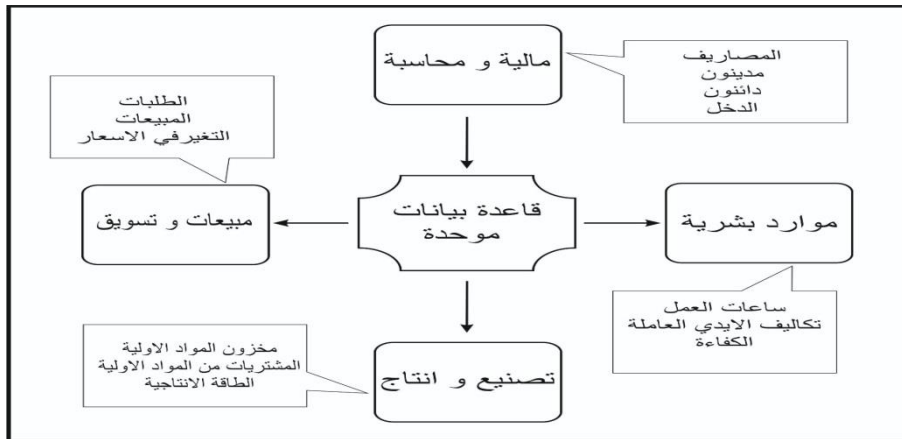 مالية و محاسبة
المصاريف
مدينون
دائنون
الدخل
الطلبات
المبيعات
التغيرفي الاسعار
قاعدة بيانات
موحدة
موارد بشرية
مبيعات و تسويق
ساعات العمل
تكاليف الايدي العاملة
الكفاءة
تصنيع و انتاج
مخزون المواد الاولية
المشتريات من المواد الاولية
الطاقة الانتاجية